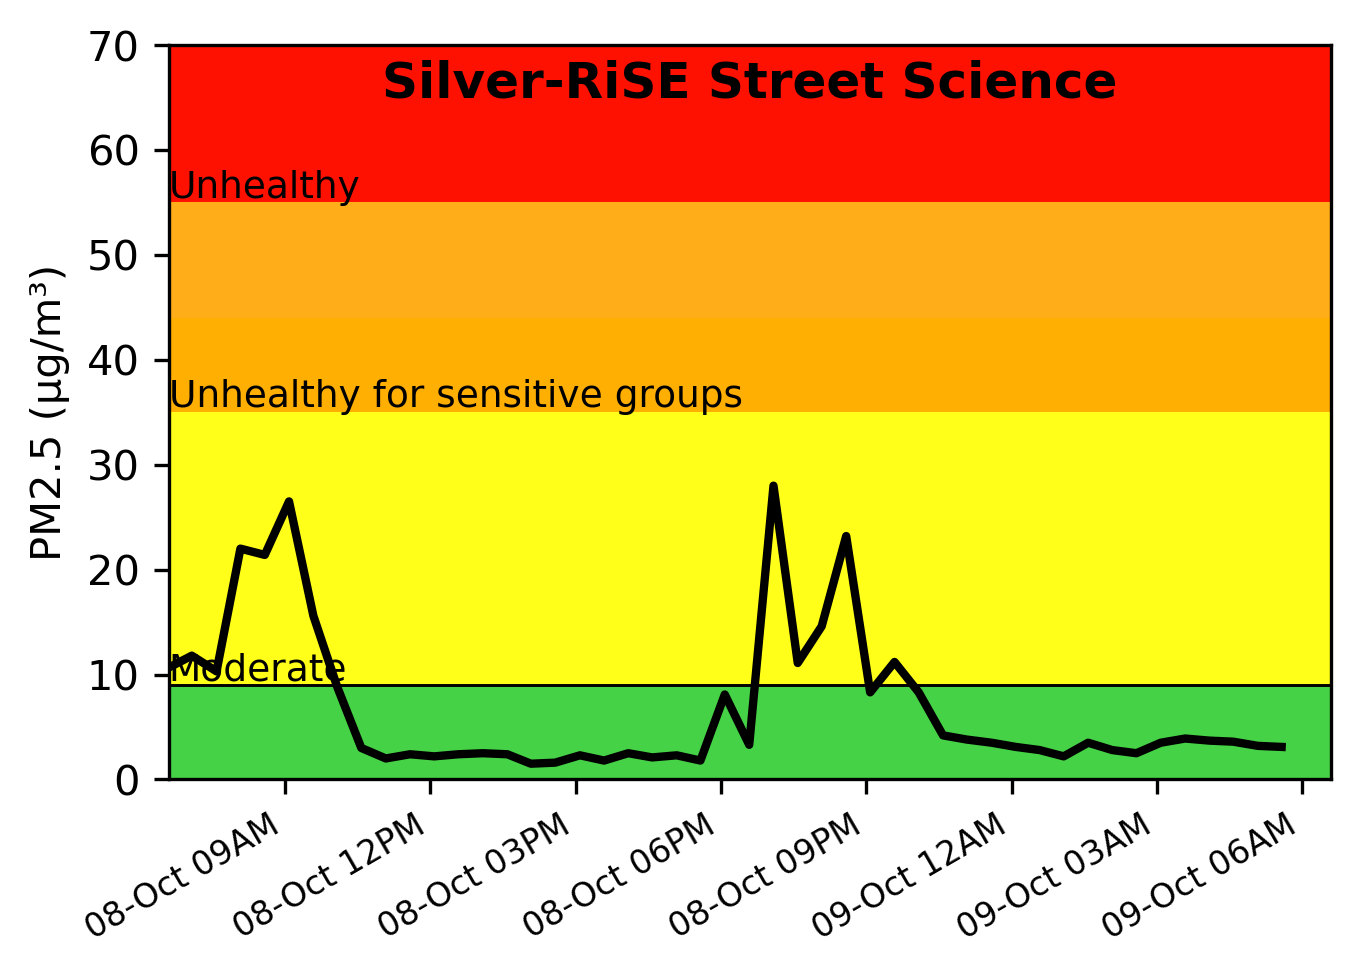 Silver-RiSE Street Science
70
60
50
40
30
20
10
0
PM2.5 (µg/m³)
Unhealthy
Unhealthy for sensitive groups
Moderate
08-Oct 09AM
08-Oct 12PM
08-Oct 03PM
08-Oct 06PM
08-Oct 09PM
09-Oct 12AM
09-Oct 03AM
09-Oct 06AM